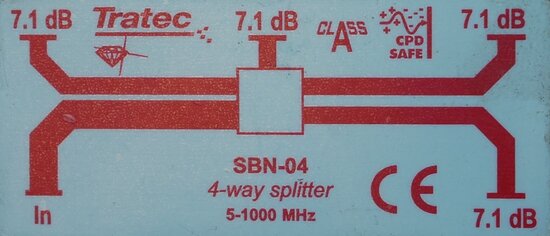 7.1 dB Tratec 7.1 dB CLASS A CPD SAFE 7.1 dB
SBN-04
4-way splitter
5-1000 MHz
In
CE
7.1 dB